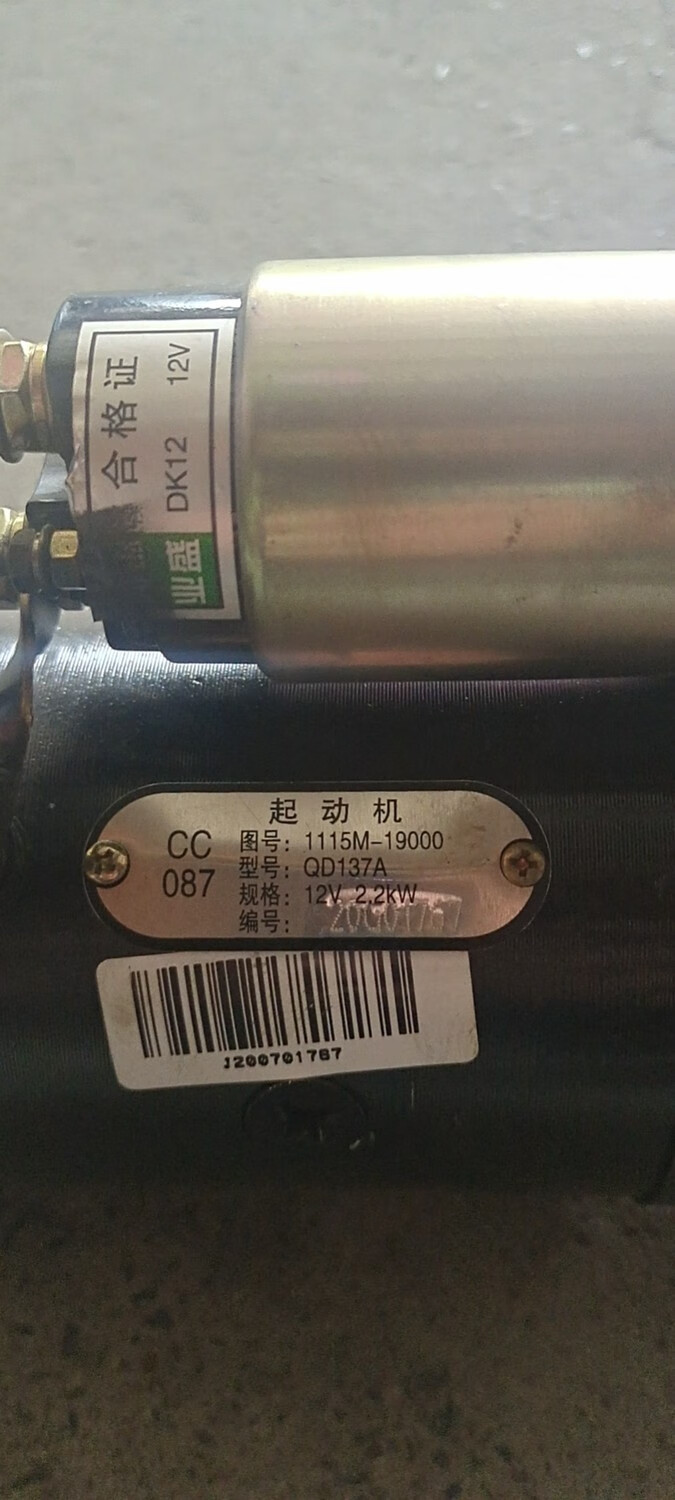 合格证
DK12 12V
业盛
起动机
CC
087
图号：1115M-19000
型号：QD137A
规格：12V 2.2kW
编号：
J200701787